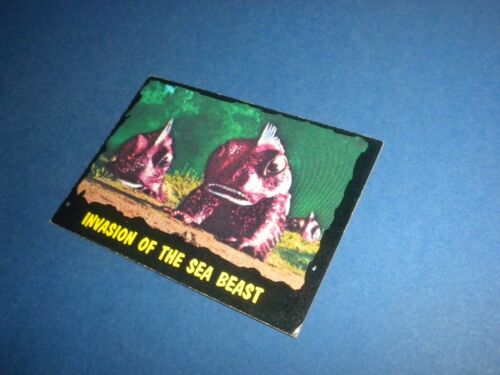 INVASION OF THE SEA BEAST